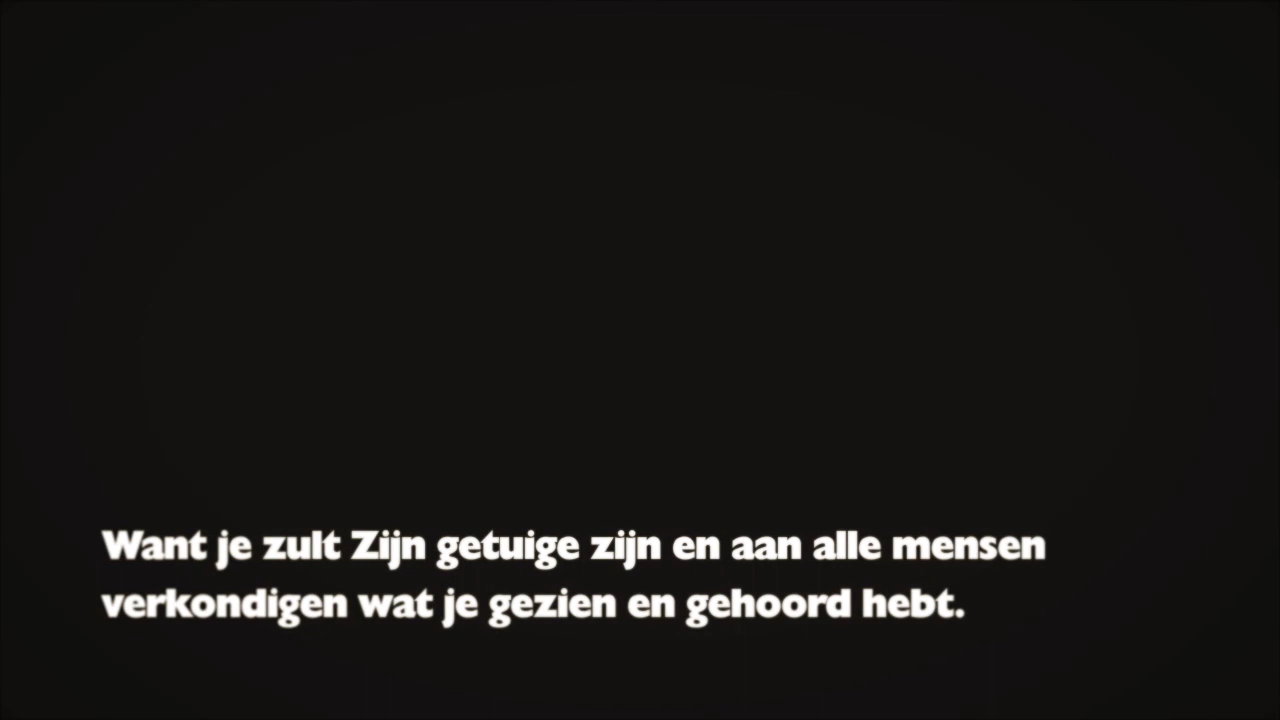 Want je zult Zijn getuige zijn en aan alle mensen
verkondigen wat je gezien en gehoord hebt.